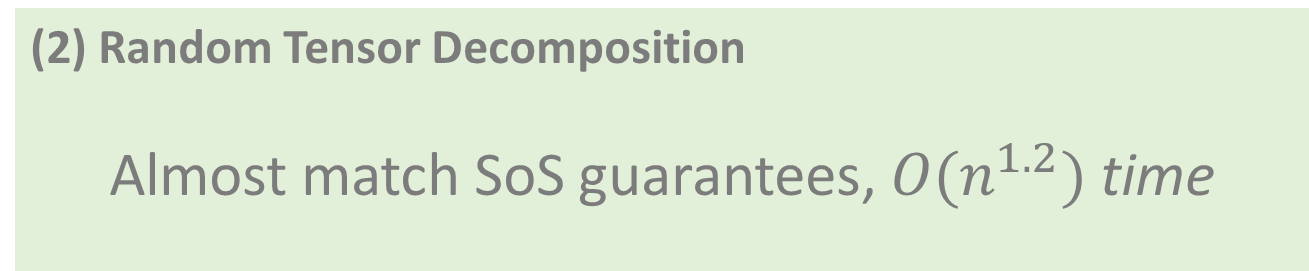 (2) Random Tensor Decomposition
Almost match SoS guarantees, O(n^{1.2}) time